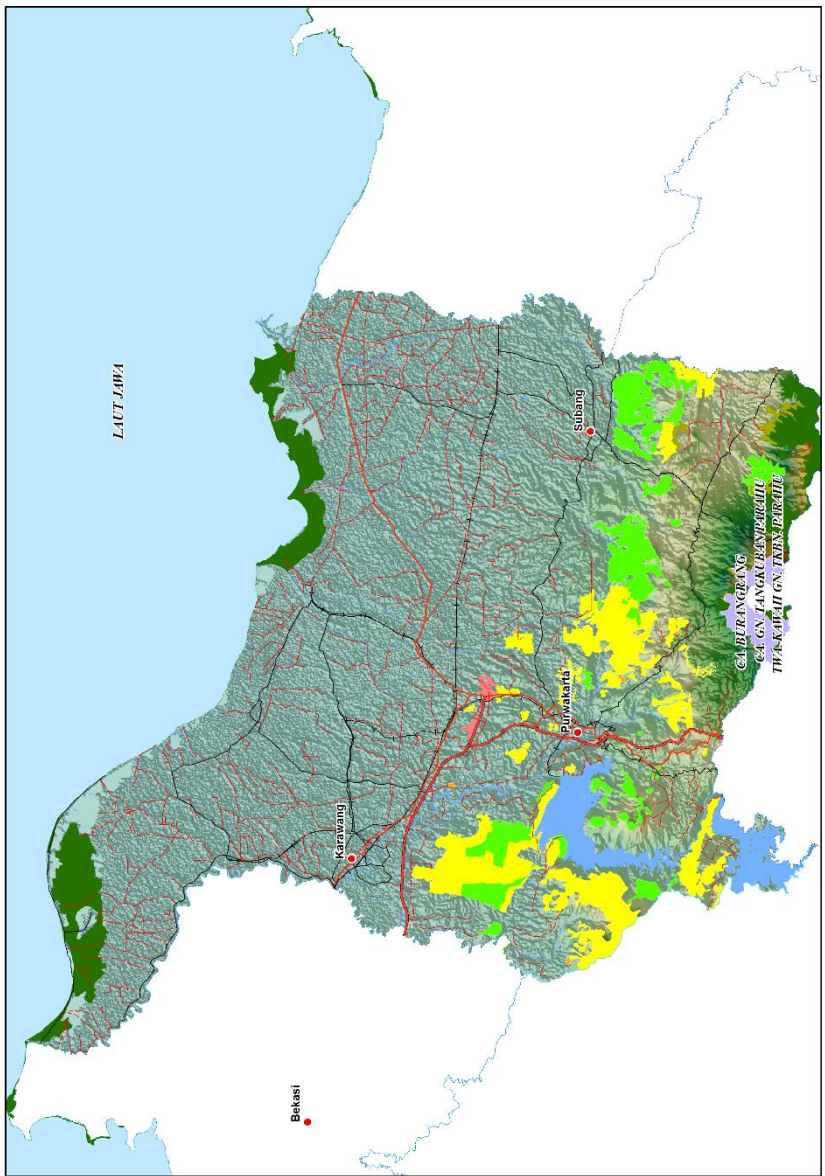 LAUT JAWA
Bekasi
Karawang
Purwakarta
Subang
CA. BURANGRANG
CA. GN. TANGKUBAN PARAHU
TWA-KAWAH GN. TKBN. PARAHU